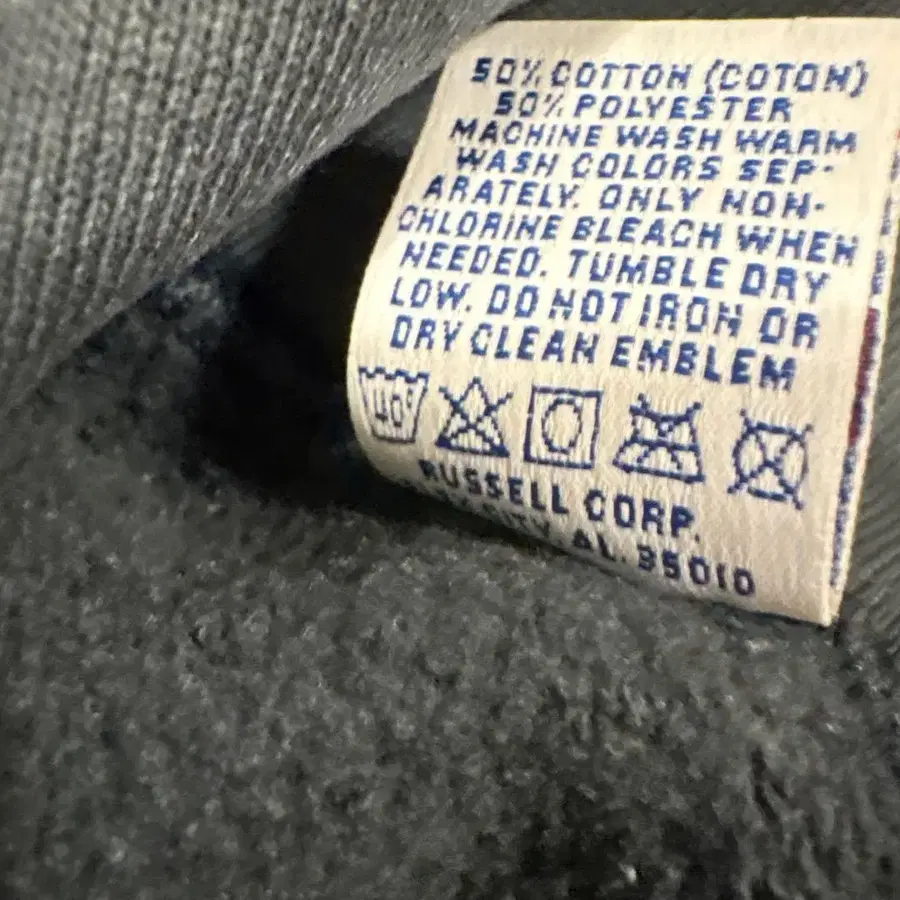 50% COTTON (COTON)
50% POLYESTER
MACHINE WASH WARM
WASH COLORS SEP-
ARATELY. ONLY NON-
CHLORINE BLEACH WHEN
NEEDED. TUMBLE DRY
LOW. DO NOT IRON OR
DRY CLEAN EMBLEM
40°
RUSSELL CORP.
CITY, AL. 35010